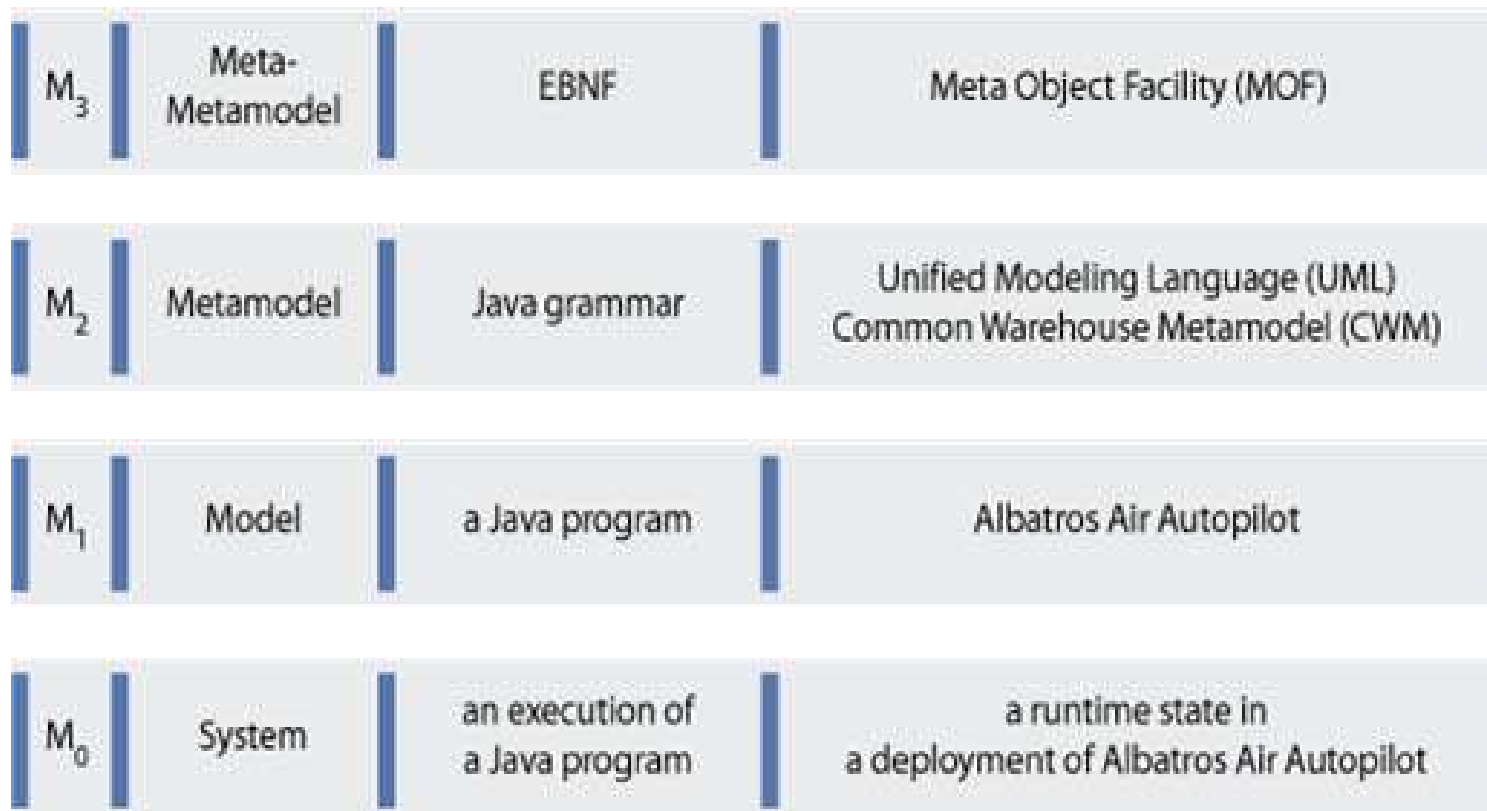 M3
Meta-
Metamodel
EBNF
Meta Object Facility (MOF)
M2
Metamodel
Java grammar
Unified Modeling Language (UML)
Common Warehouse Metamodel (CWM)
M1
Model
a Java program
Albatros Air Autopilot
M0
System
an execution of
a Java program
a runtime state in
a deployment of Albatros Air Autopilot